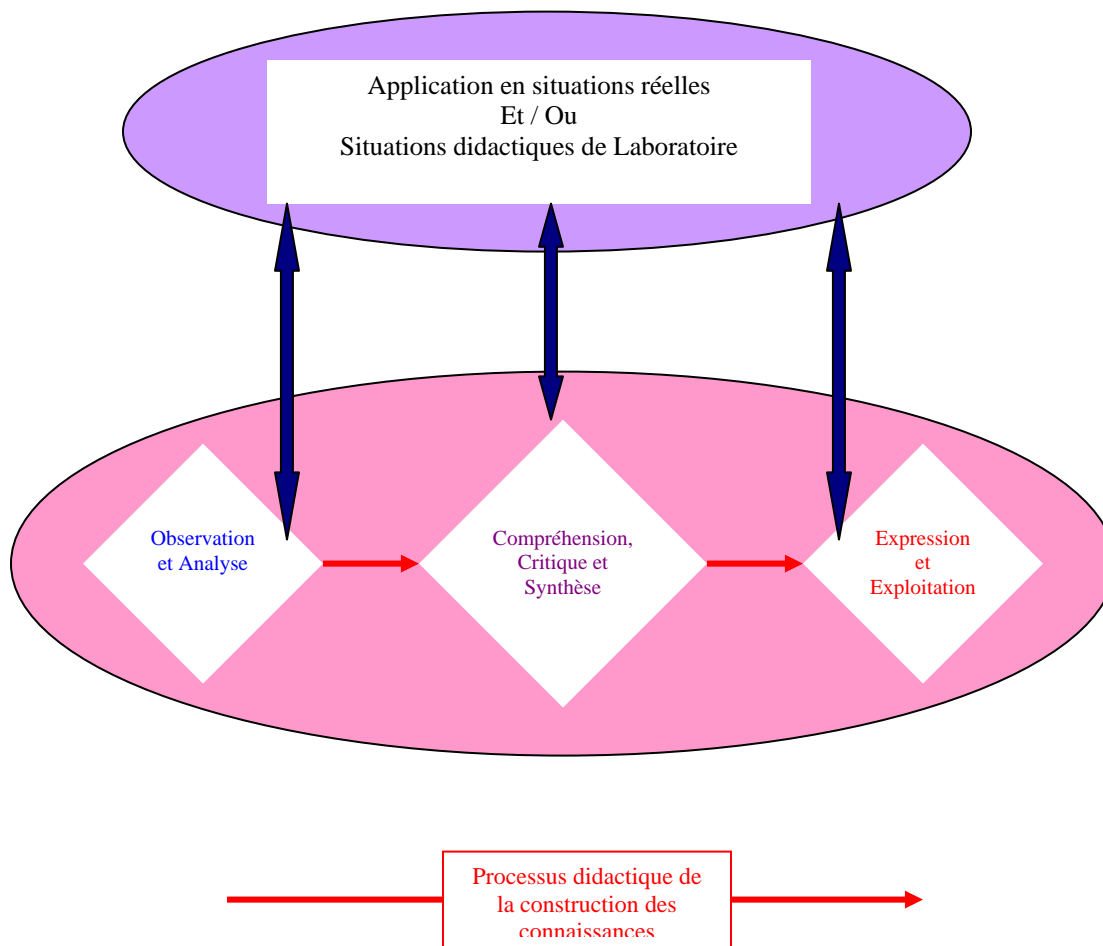 Application en situations réelles
Et / Ou
Situations didactiques de Laboratoire
Observation
et Analyse
Compréhension,
Critique et
Synthèse
Expression
et
Exploitation
Processus didactique de
la construction des
connaissances